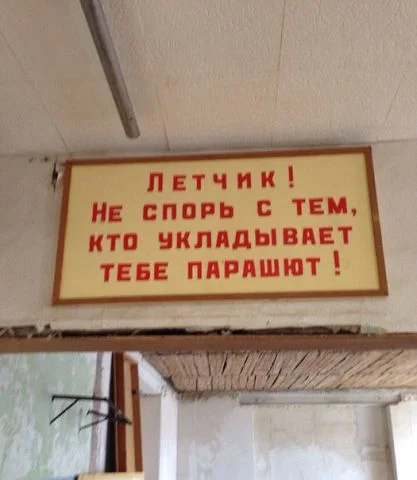 Летчик!
Не спорь с тем,
кто укладывает
тебе парашют!